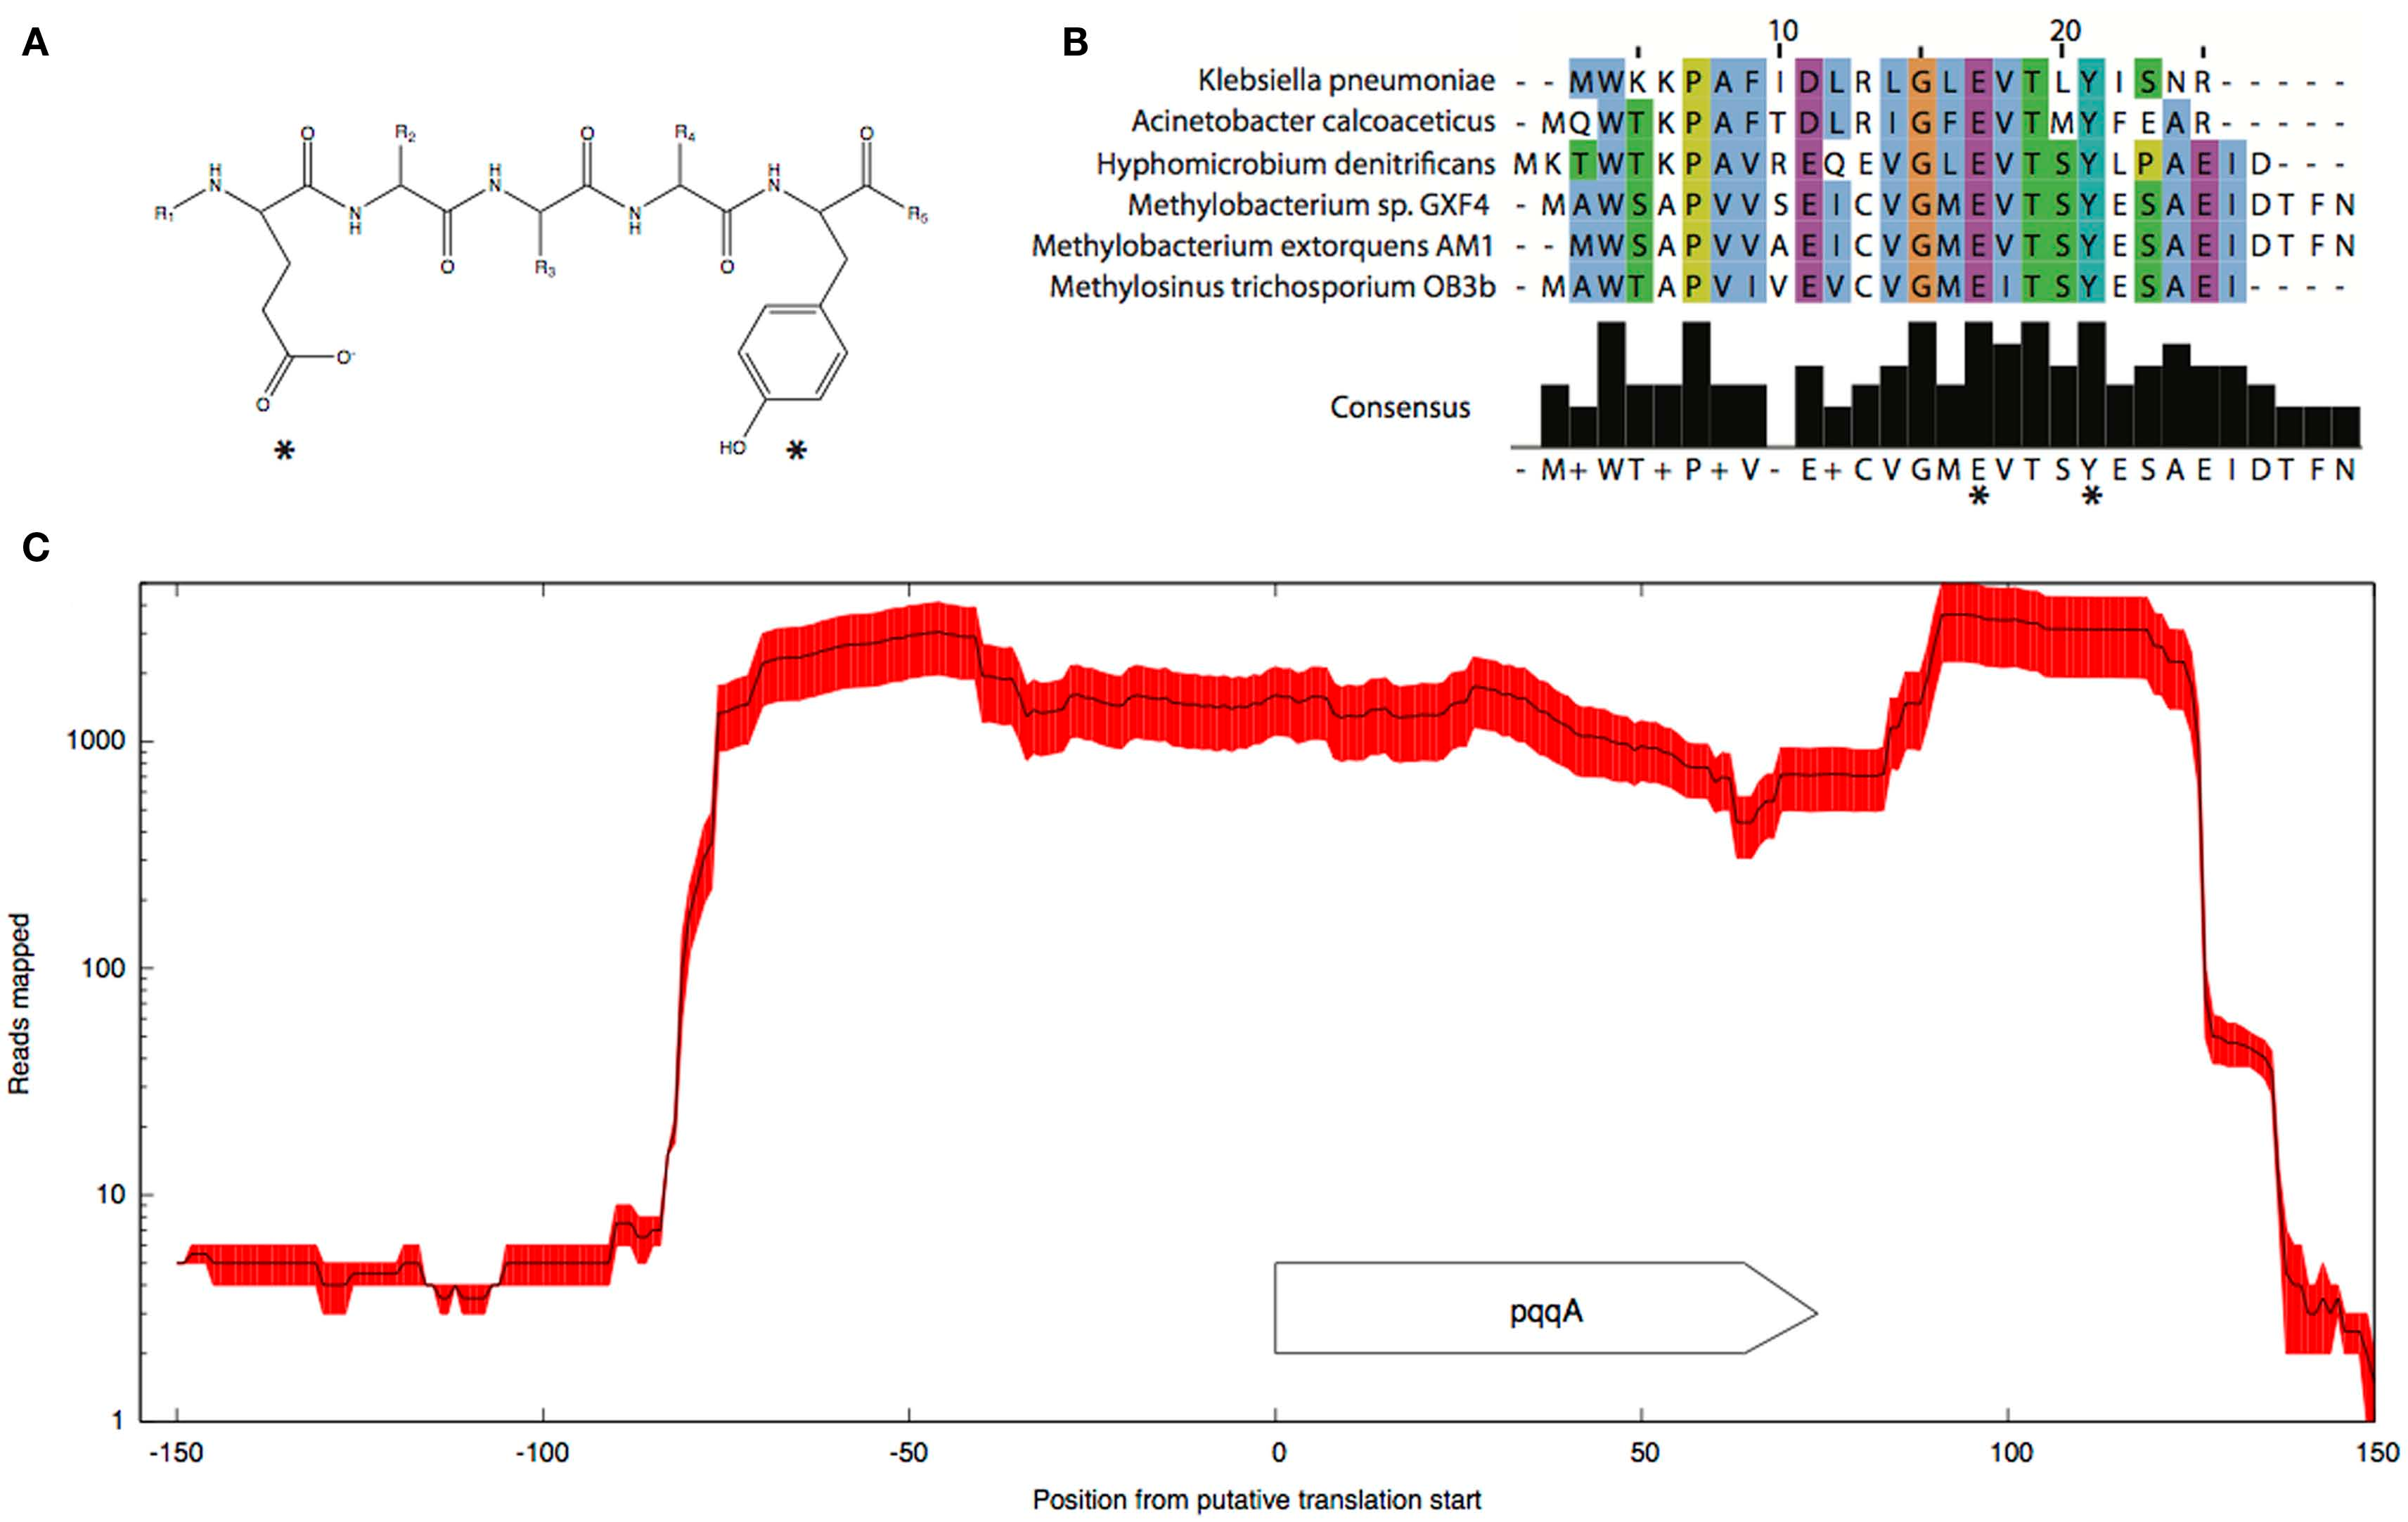 A
B
10 20
Klebsiella pneumoniae - - M W K K P A F I D L R L G L E V T L Y I S N R - - - - -
Acinetobacter calcoaceticus - M Q W T K P A F T D L R I G F E V T M Y F E A R - - - - -
Hyphomicrobium denitrificans M K T W T K P A V R E Q E V G L E V T S Y L P A E I D - - -
Methylobacterium sp. GXF4 - M A W S A P V V S E I C V G M E V T S Y E S A E I D T F N
Methylobacterium extorquens AM1 - - M W S A P V V A E I C V G M E V T S Y E S A E I D T F N
Methylosinus trichosporium OB3b - M A W T A P V I V E V C V G M E I T S Y E S A E I - - - -
Consensus
- M + W T + P + V - E + C V G M E V T S Y E S A E I D T F N
* *
O R2 O R4 O
H N H N H N
R1 N H N H R5
O R3 O
O-
O
HO
* *
C
Reads mapped
1000
100
10
1
pqqA
-150 -100 -50 0 50 100 150
Position from putative translation start